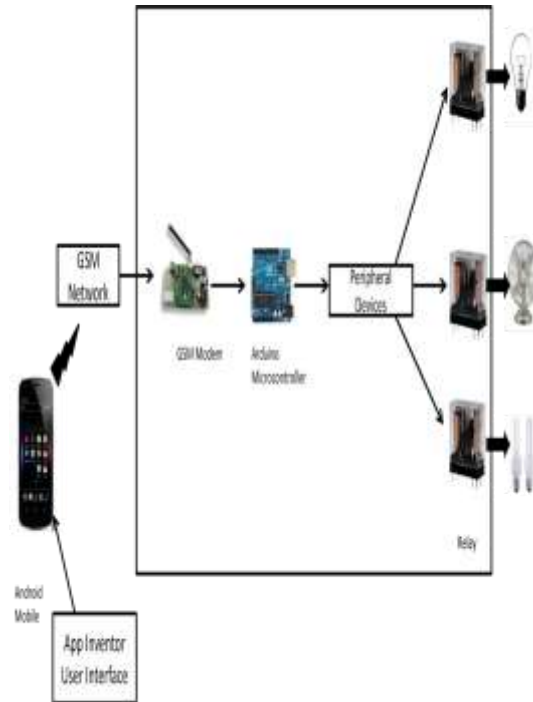 GSM
Network
GSM Modem
Arduino
Microcontroller
Peripheral
Devices
Relay
Android
Mobile
App Inventor
User Interface